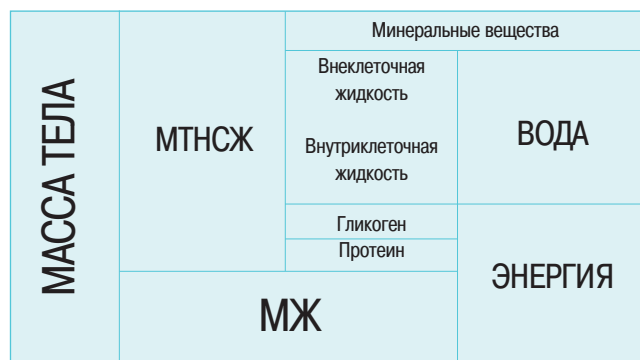 МАССА ТЕЛА
МТНСЖ
Минеральные вещества
Внеклеточная
жидкость
Внутриклеточная
жидкость
ВОДА
Гликоген
Протеин
ЭНЕРГИЯ
МЖ